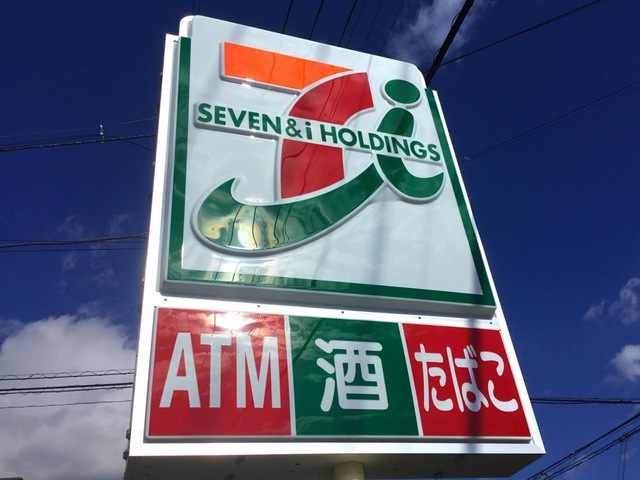 SEVEN & i HOLDINGS
ATM 酒 たばこ